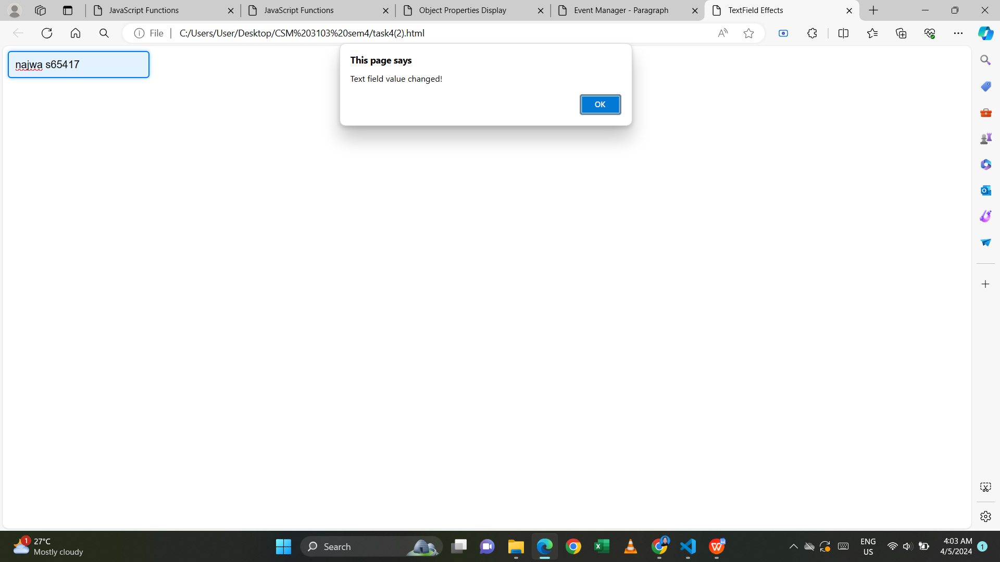 JavaScript Functions
JavaScript Functions
Object Properties Display
Event Manager - Paragraph
TextField Effects
File
C:/Users/User/Desktop/CSM%203103%20sem4/task4(2).html
najwa s65417
This page says
Text field value changed!
OK
1
27°C
Mostly cloudy
Search
ENG
US
4:03 AM
4/5/2024
1